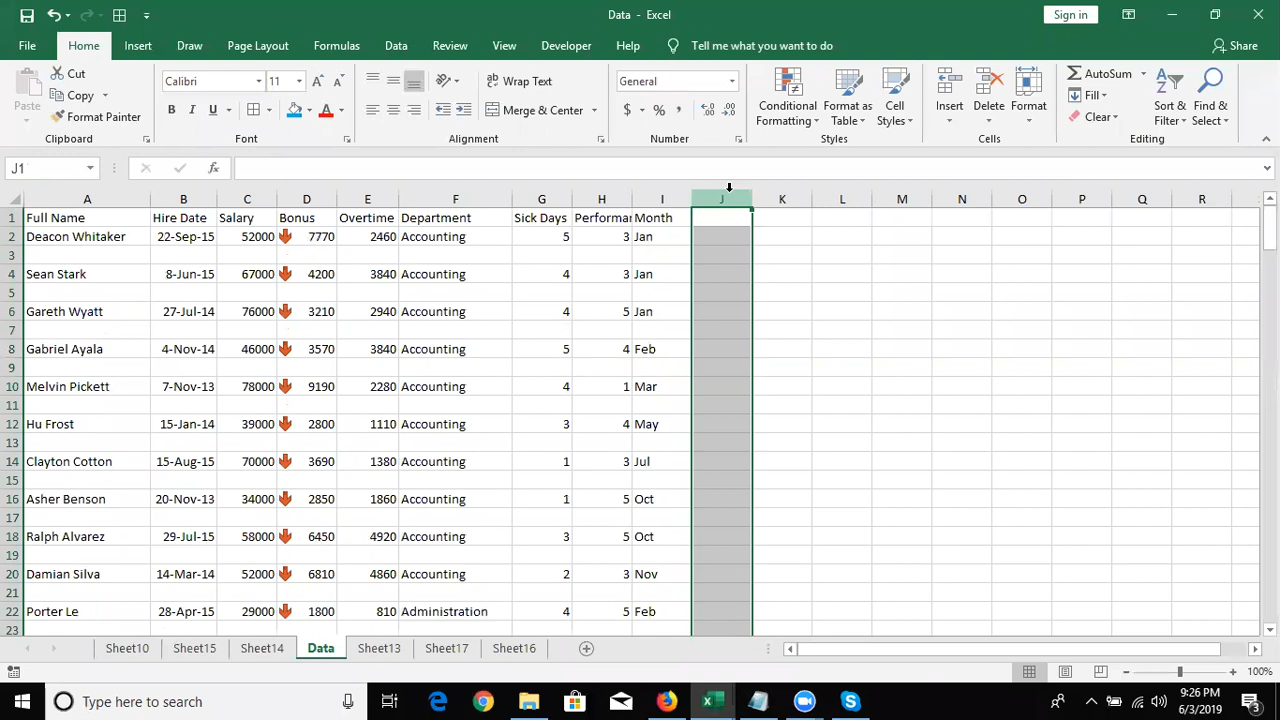 Data - Excel
Sign in
File Home Insert Draw Page Layout Formulas Data Review View Developer Help Tell me what you want to do Share
Paste Cut Copy Format Painter Clipboard
Calibri 11 B I U A Font
Wrap Text Merge & Center Alignment
General $ % , Number
Conditional Formatting Format as Table Cell Styles Styles
Insert Delete Format Cells
AutoSum Fill Clear Sort & Filter Find & Select Editing
J1 fx
A B C D E F G H I J K L M N O P Q R
1 Full Name Hire Date Salary Bonus Overtime Department Sick Days Performan Month
2 Deacon Whitaker 22-Sep-15 52000 7770 2460 Accounting 5 3 Jan
3
4 Sean Stark 8-Jun-15 67000 4200 3840 Accounting 4 3 Jan
5
6 Gareth Wyatt 27-Jul-14 76000 3210 2940 Accounting 4 5 Jan
7
8 Gabriel Ayala 4-Nov-14 46000 3570 3840 Accounting 5 4 Feb
9
10 Melvin Pickett 7-Nov-13 78000 9190 2280 Accounting 4 1 Mar
11
12 Hu Frost 15-Jan-14 39000 2800 1110 Accounting 3 4 May
13
14 Clayton Cotton 15-Aug-15 70000 3690 1380 Accounting 1 3 Jul
15
16 Asher Benson 20-Nov-13 34000 2850 1860 Accounting 1 5 Oct
17
18 Ralph Alvarez 29-Jul-15 58000 6450 4920 Accounting 3 5 Oct
19
20 Damian Silva 14-Mar-14 52000 6810 4860 Accounting 2 3 Nov
21
22 Porter Le 28-Apr-15 29000 1800 810 Administration 4 5 Feb
23
Sheet10 Sheet15 Sheet14 Data Sheet13 Sheet17 Sheet16
100%
Type here to search
9:26 PM
6/3/2019
3